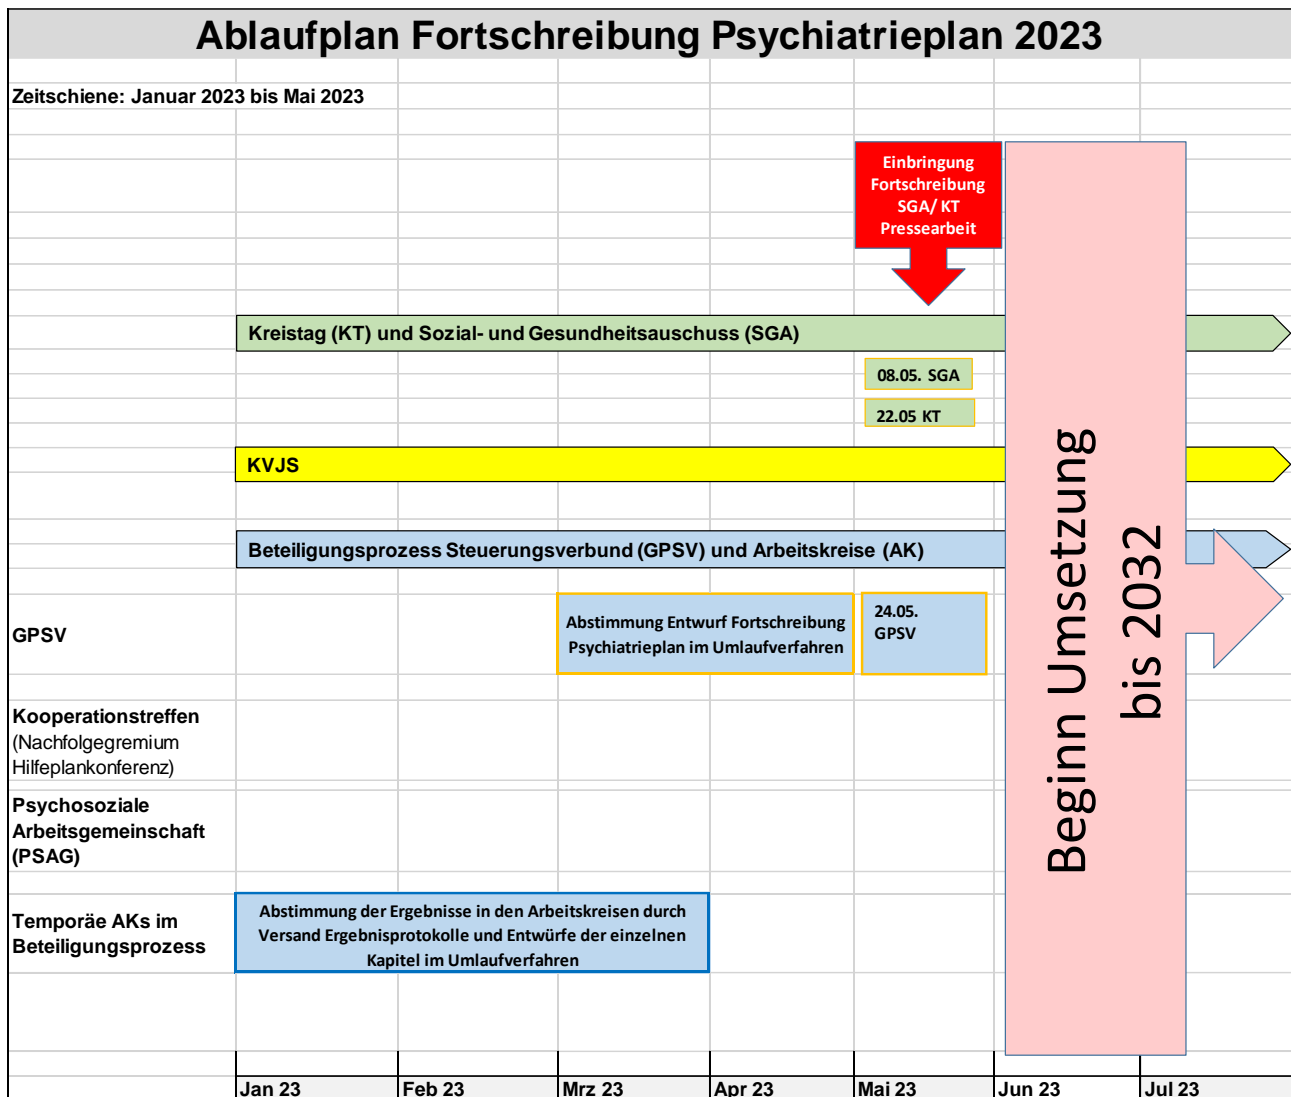 Ablaufplan Fortschreibung Psychiatrieplan 2023
Zeitschiene: Januar 2023 bis Mai 2023
Einbringung
Fortschreibung
SGA/ KT
Pressearbeit
Kreistag (KT) und Sozial- und Gesundheitsauschuss (SGA)
08.05. SGA
22.05 KT
KVJS
Beteiligungsprozess Steuerungsverbund (GPSV) und Arbeitskreise (AK)
GPSV
Abstimmung Entwurf Fortschreibung
Psychiatrieplan im Umlaufverfahren
24.05.
GPSV
Beginn Umsetzung
bis 2032
Kooperationstreffen
(Nachfolgegremium
Hilfeplankonferenz)
Psychosoziale
Arbeitsgemeinschaft
(PSAG)
Temporäe AKs im
Beteiligungsprozess
Abstimmung der Ergebnisse in den Arbeitskreisen durch
Versand Ergebnisprotokolle und Entwürfe der einzelnen
Kapitel im Umlaufverfahren
Jan 23
Feb 23
Mrz 23
Apr 23
Mai 23
Jun 23
Jul 23